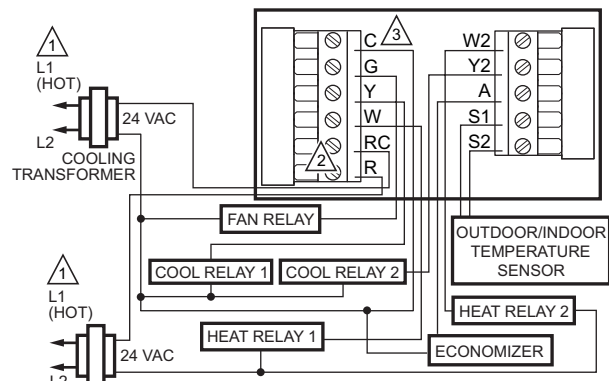 1
L1
(HOT)
L2
24 VAC
COOLING
TRANSFORMER
C
G
Y
W
RC
R
3
2
W2
Y2
A
S1
S2
FAN RELAY
COOL RELAY 1
COOL RELAY 2
OUTDOOR/INDOOR
TEMPERATURE
SENSOR
1
L1
(HOT)
L2
24 VAC
HEAT RELAY 1
HEAT RELAY 2
ECONOMIZER